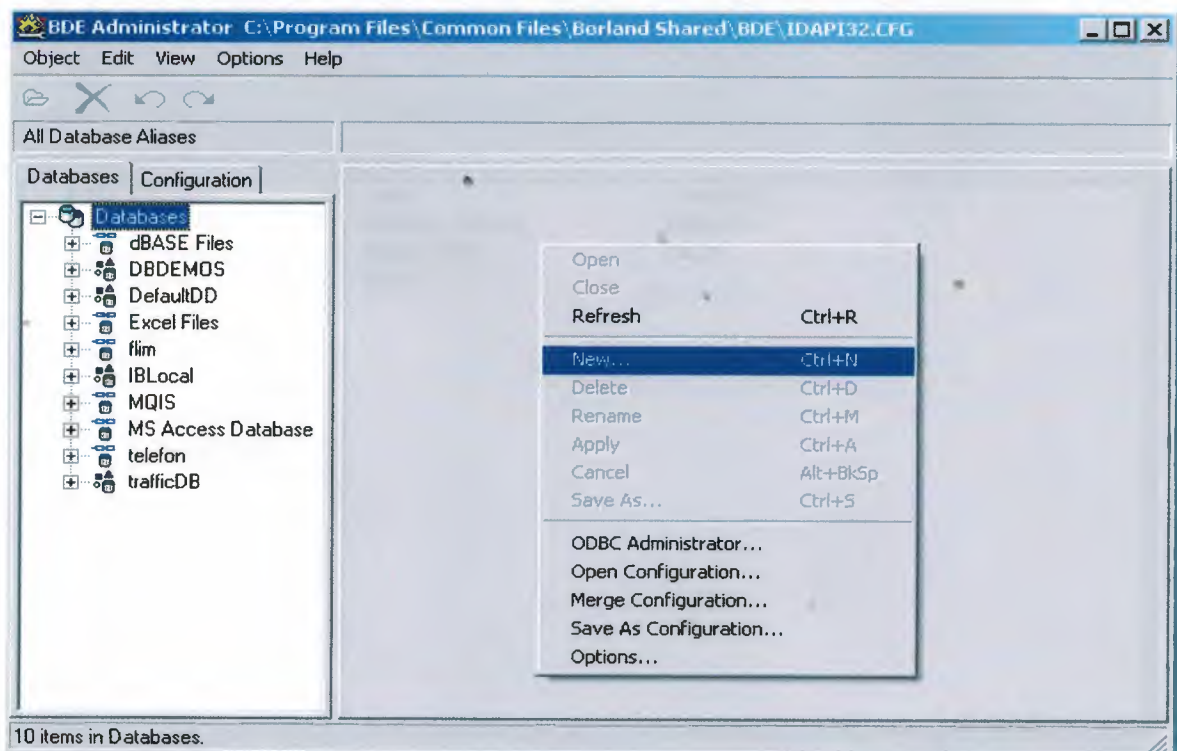 BDE Administrator C:\Program Files\Common Files\Borland Shared\BDE\IDAPI32.CFG
Object Edit View Options Help
All Database Aliases
Databases Configuration
Databases
dBASE Files
DBDEMOS
DefaultDD
Excel Files
flim
IBLocal
MQIS
MS Access Database
telefon
trafficDB
Open
Close
Refresh Ctrl+R
New... Ctrl+N
Delete Ctrl+D
Rename Ctrl+M
Apply Ctrl+A
Cancel Alt+BkSp
Save As... Ctrl+S
ODBC Administrator...
Open Configuration...
Merge Configuration...
Save As Configuration...
Options...
10 items in Databases.